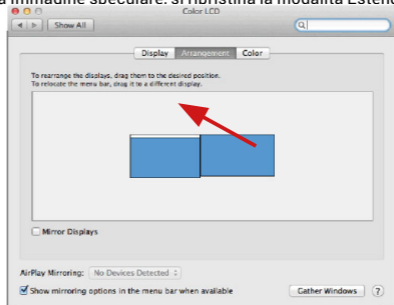 a immagine speculare. si ripristina la modalità Esten
Color LCD
Show All
Display Arrangement Color
To rearrange the displays, drag them to the desired position.
To relocate the menu bar, drag it to a different display.
Mirror Displays
AirPlay Mirroring: No Devices Detected
Show mirroring options in the menu bar when available
Gather Windows ?